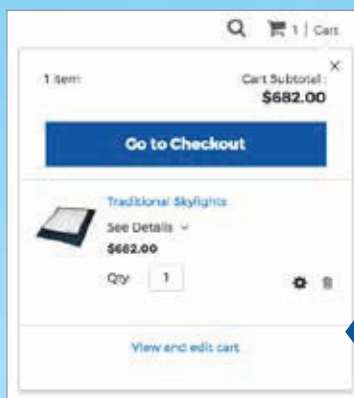 1 | Cart
1 item
Cart Subtotal :
$682.00
Go to Checkout
Traditional Skylights
See Details
$682.00
Qty 1
View and edit cart